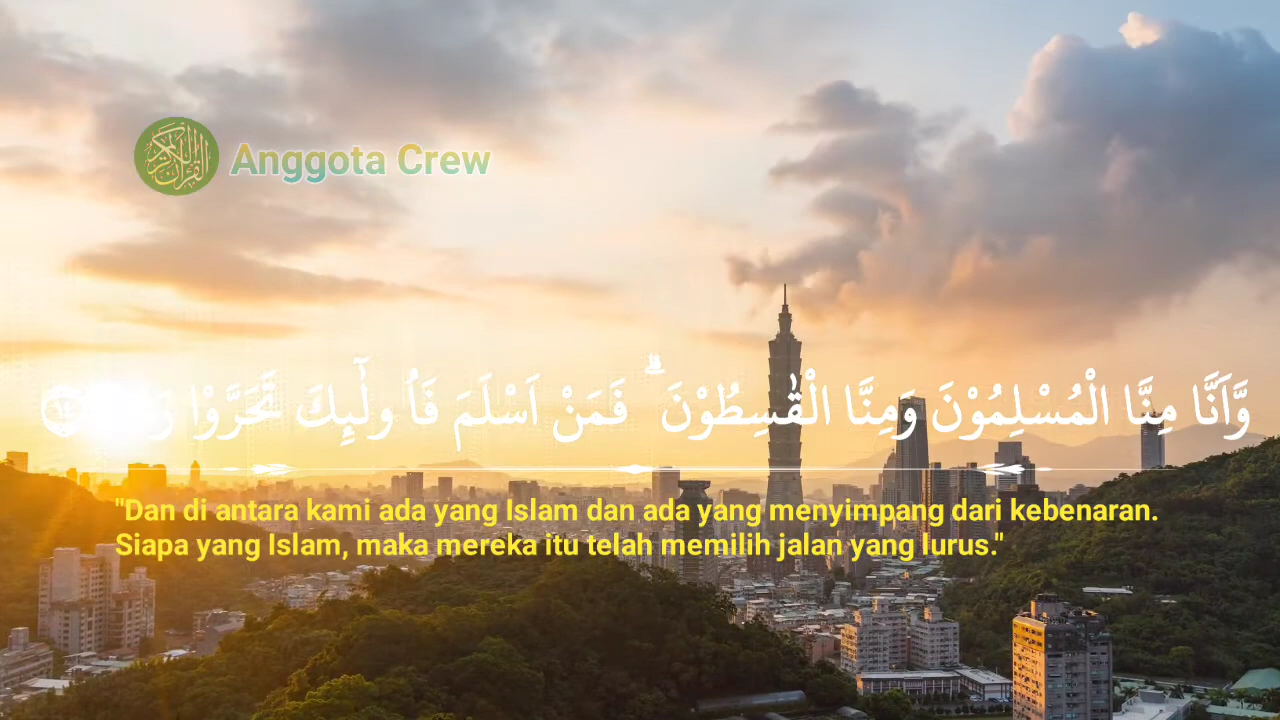 Anggota Crew
وَّاَنَّا مِنَّا الْمُسْلِمُوْنَ وَمِنَّا الْقٰسِطُوْنَۗ فَمَنْ اَسْلَمَ فَاُ ولٰۤىِٕكَ تَحَرَّوْا
"Dan di antara kami ada yang Islam dan ada yang menyimpang dari kebenaran.
Siapa yang Islam, maka mereka itu telah memilih jalan yang lurus."